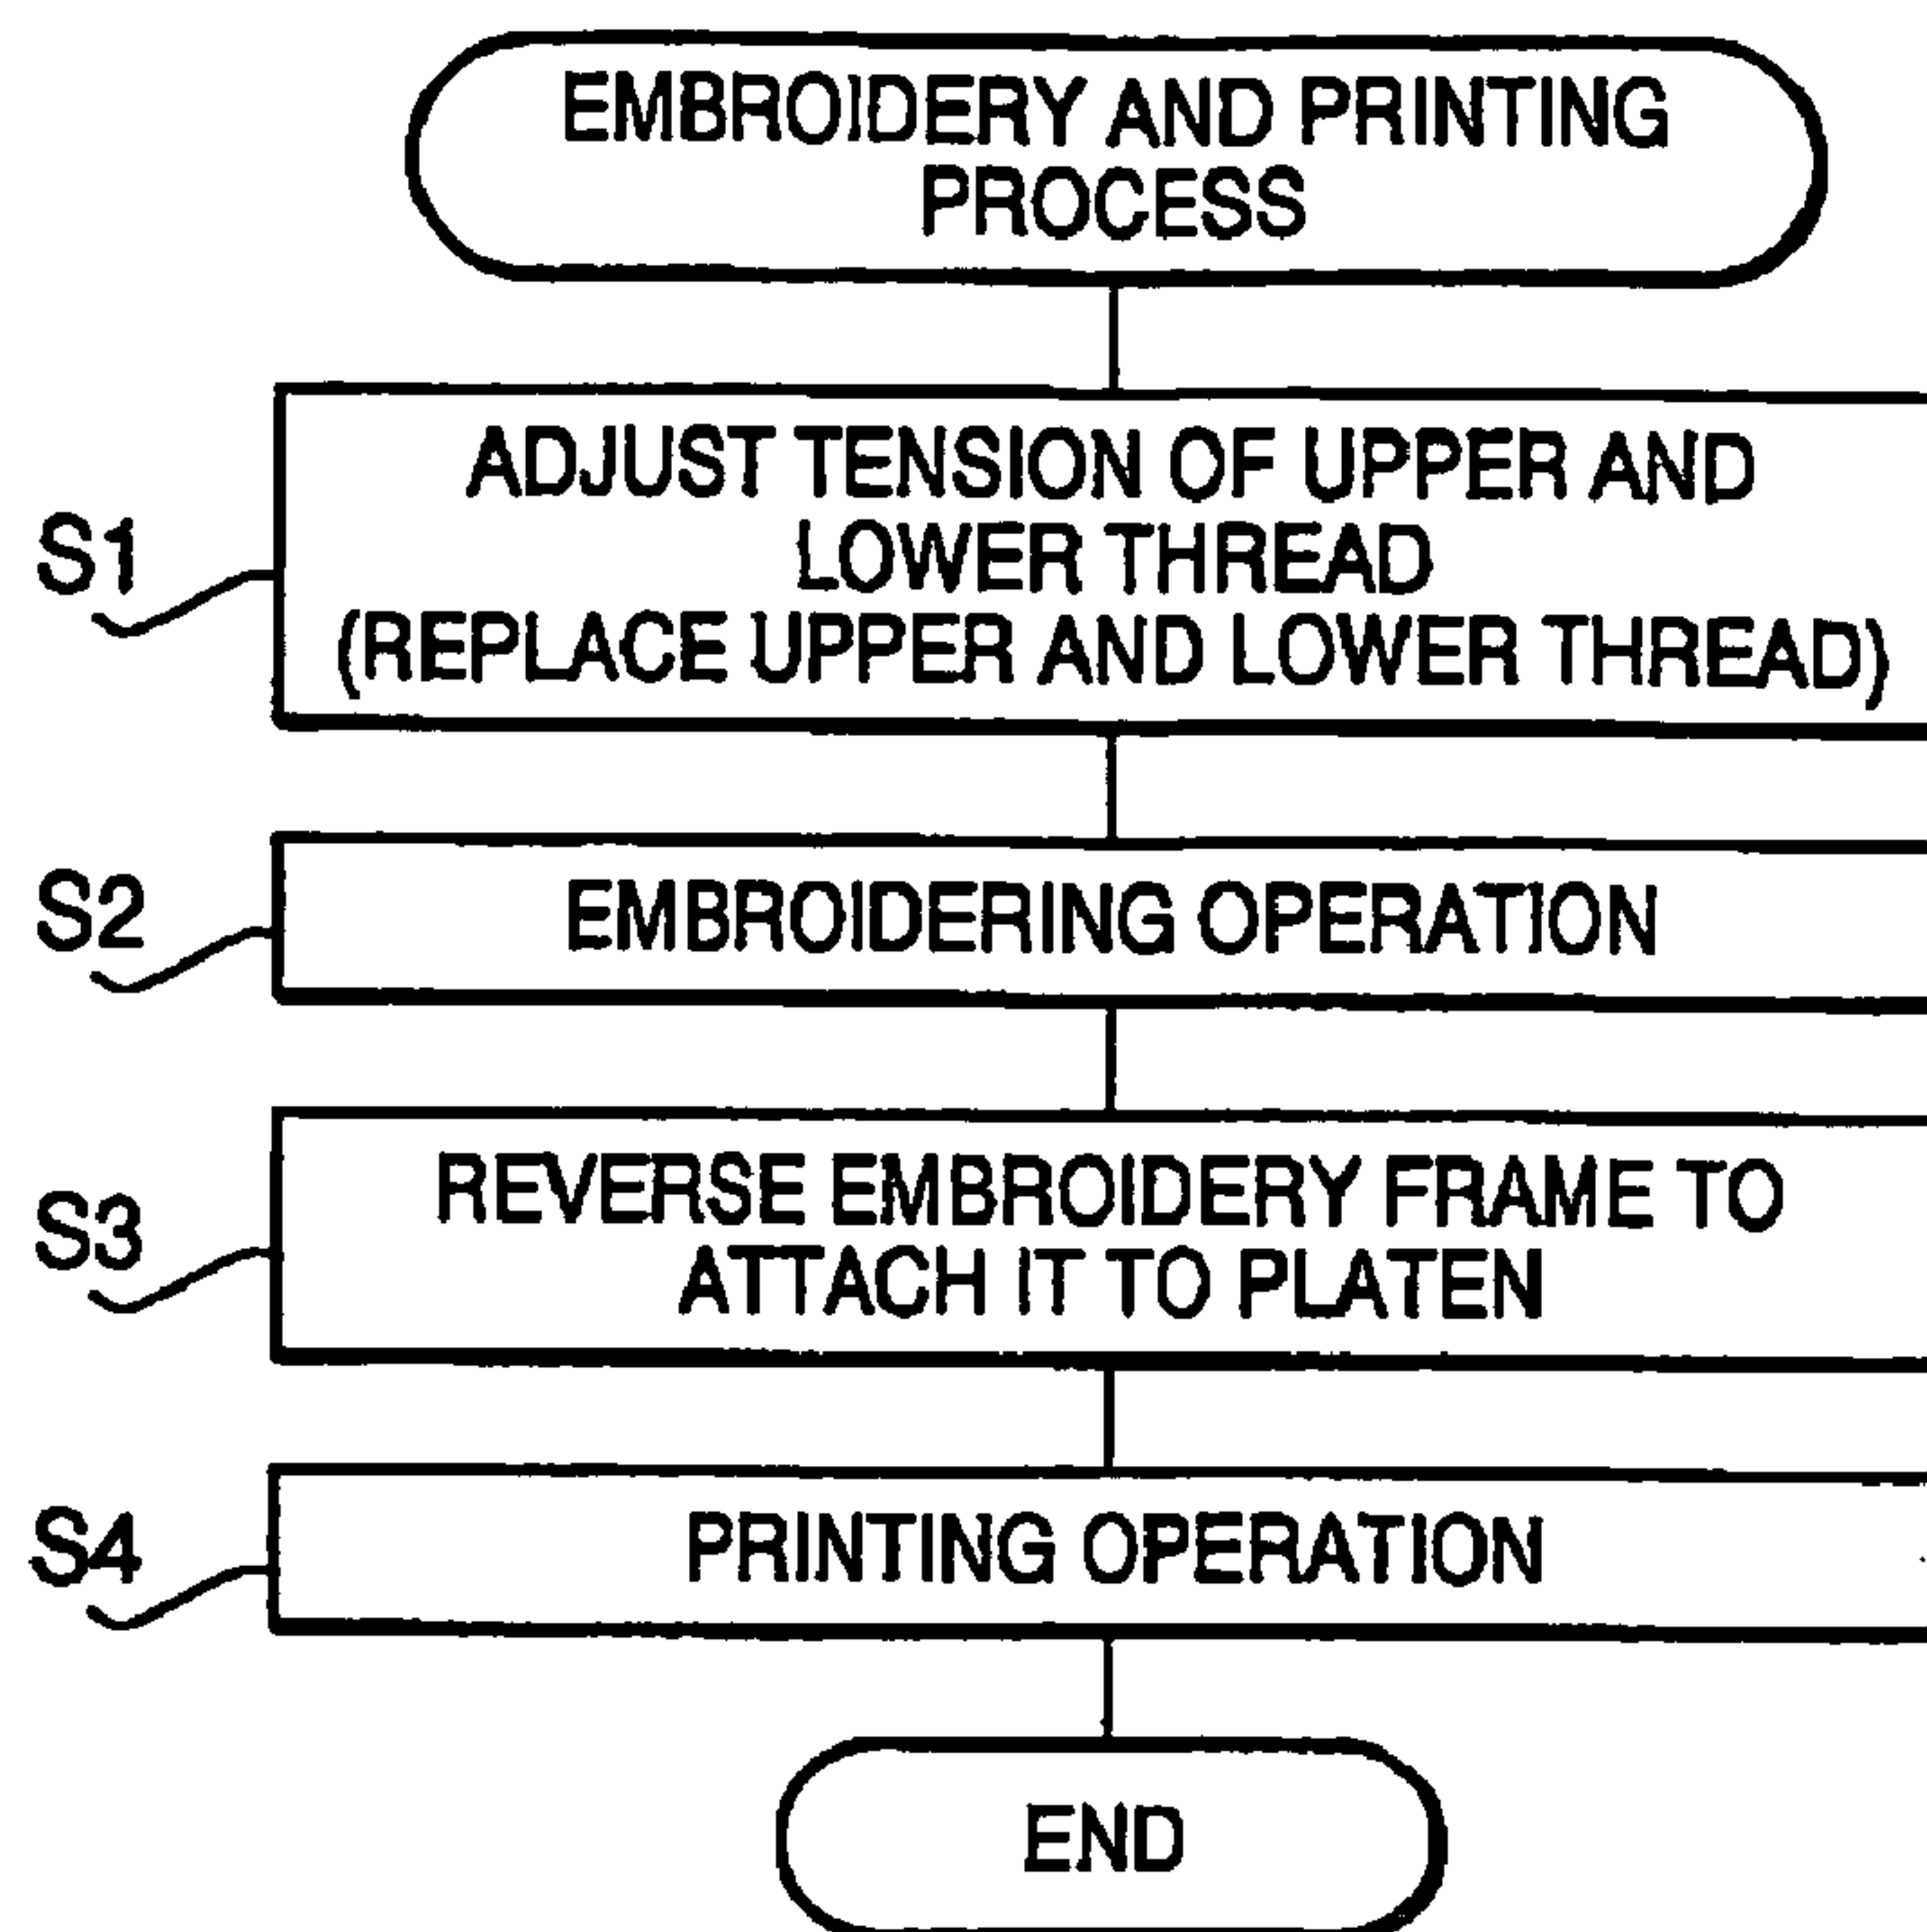 EMBROIDERY AND PRINTING
PROCESS
S1
ADJUST TENSION OF UPPER AND
LOWER THREAD
(REPLACE UPPER AND LOWER THREAD)
S2
EMBROIDERING OPERATION
S3
REVERSE EMBROIDERY FRAME TO
ATTACH IT TO PLATEN
S4
PRINTING OPERATION
END